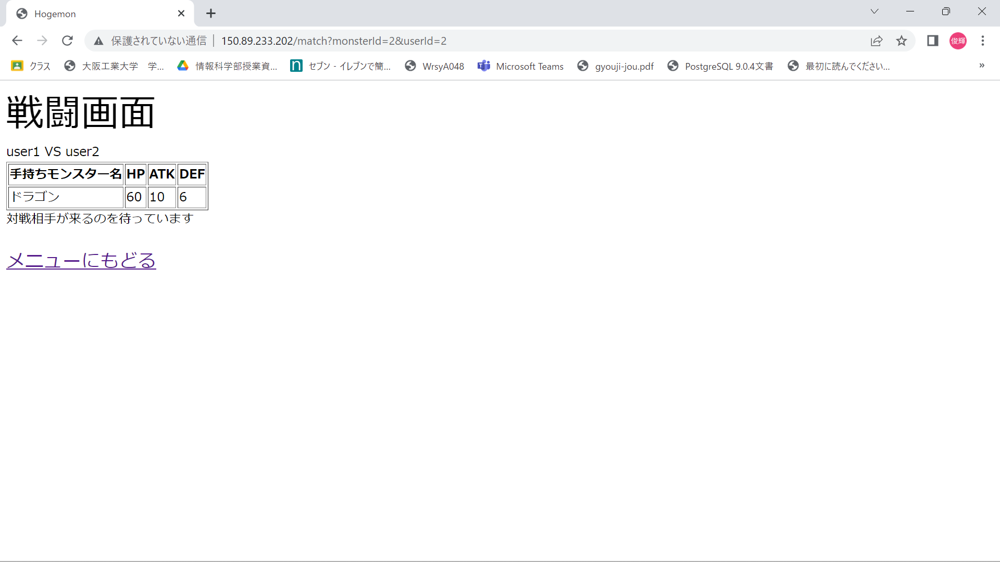 Hogemon
保護されていない通信 150.89.233.202/match?monsterId=2&userId=2
俊輝
クラス 大阪工業大学 学... 情報科学部授業資... セブン‐イレブンで簡... WrsyA048 Microsoft Teams gyouji-jou.pdf PostgreSQL 9.0.4文書 最初に読んでください... »
戦闘画面
user1 VS user2
手持ちモンスター名 HP ATK DEF
ドラゴン 60 10 6
対戦相手が来るのを待っています
メニューにもどる